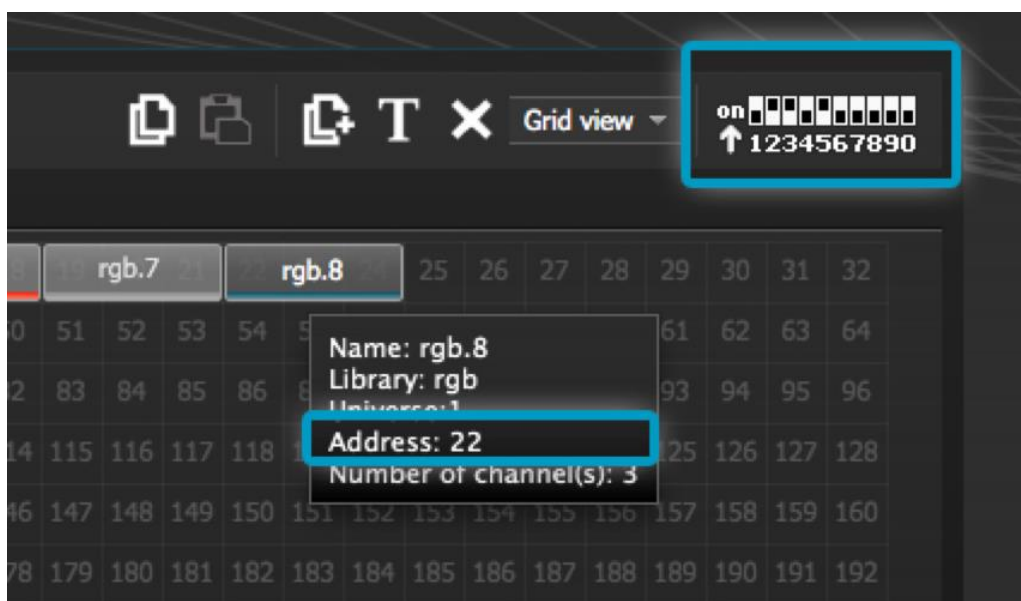 T
Grid view
on
1234567890
rgb.7
rgb.8 25 26 27 28 29 30 31 32
51 52 53 54 61 62 63 64
83 84 85 86 93 94 95 96
115 116 117 118 125 126 127 128
147 148 149 150 151 152 153 154 155 156 157 158 159 160
179 180 181 182 183 184 185 186 187 188 189 190 191 192
Name: rgb.8
Library: rgb
Universe:1
Address: 22
Number of channel(s): 3